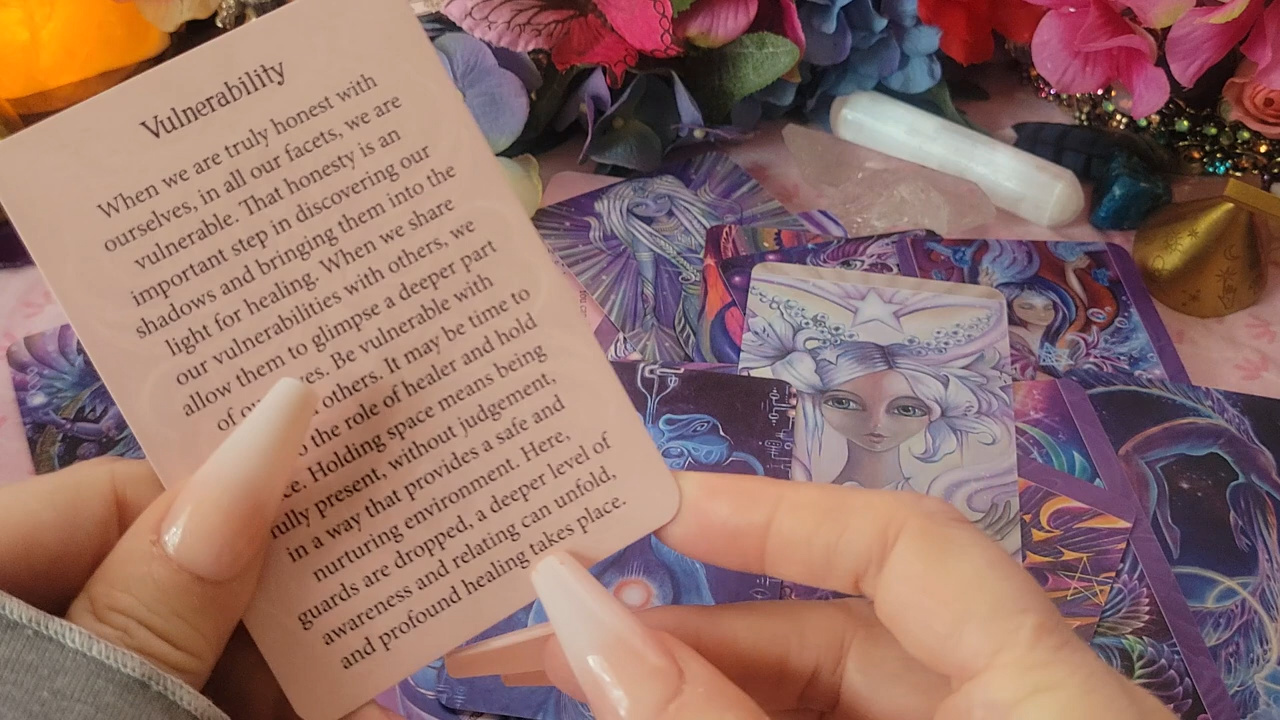 Vulnerability
When we are truly honest with
ourselves, in all our facets, we are
vulnerable. That honesty is an
important step in discovering our
shadows and bringing them into the
light for healing. When we share
our vulnerabilities with others, we
allow them to glimpse a deeper part
of es. Be vulnerable with
others. It may be time to
the role of healer and hold
ce. Holding space means being
fully present, without judgement,
in a way that provides a safe and
nurturing environment. Here,
guards are dropped, a deeper level of
awareness and relating can unfold,
and profound healing takes place.